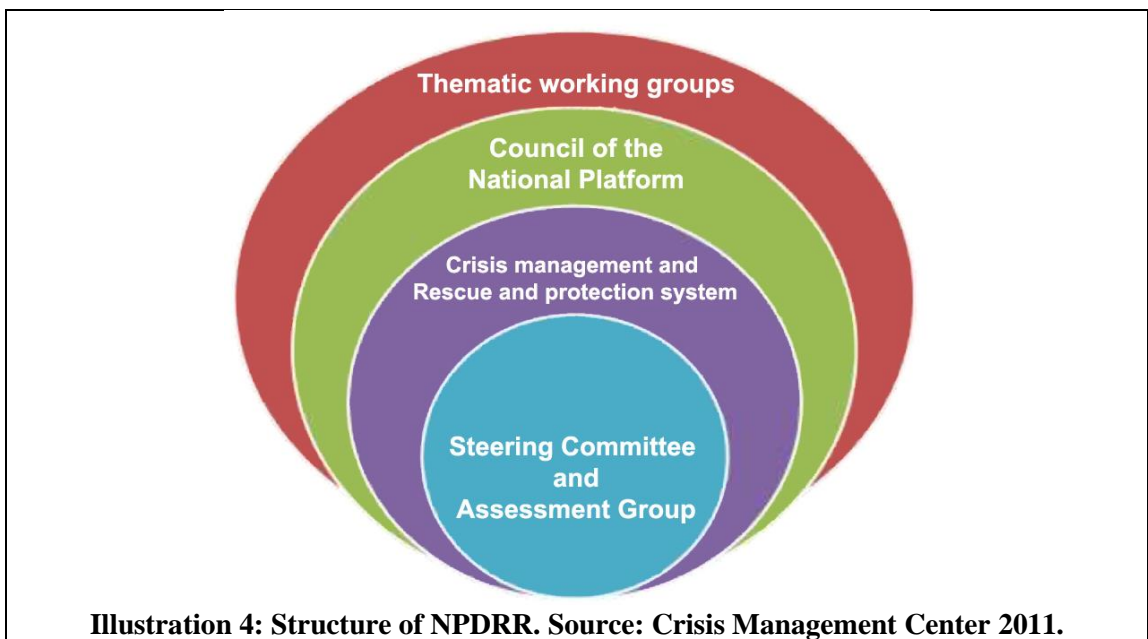 Thematic working groups
Council of the
National Platform
Crisis management and
Rescue and protection system
Steering Committee
and
Assessment Group
Illustration 4: Structure of NPDRR. Source: Crisis Management Center 2011.